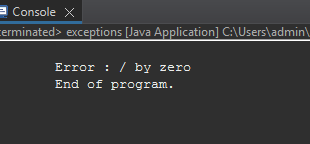 Console
terminated> exceptions [Java Application] C:\Users\admin\
Error : / by zero
End of program.